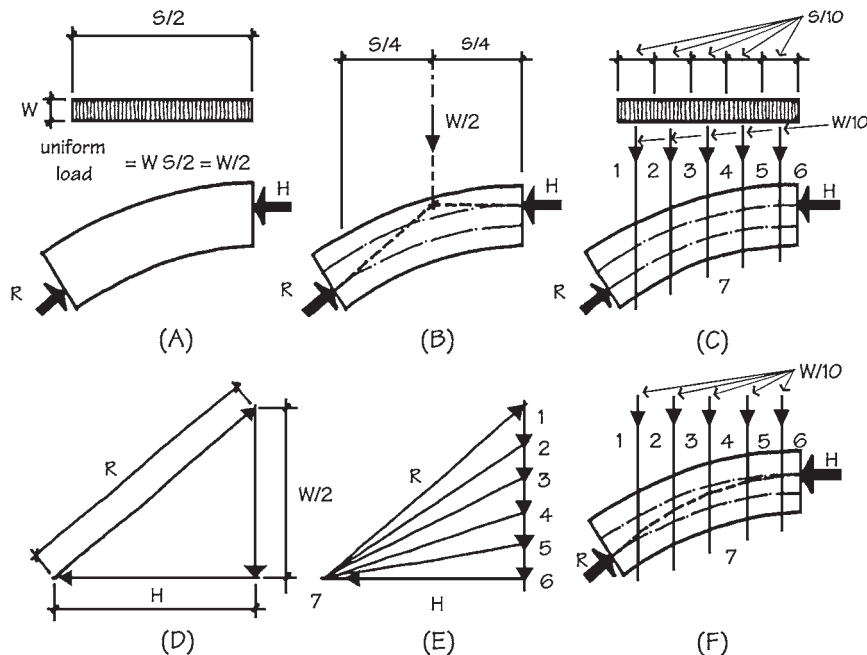 S/2
W
uniform
load
= W S/2 = W/2
H
R
(A)
S/4
S/4
W/2
H
R
(B)
S/10
W/10
1 2 3 4 5 6
H
R
7
(C)
R
W/2
H
(D)
1
2
3
4
5
6
7
R
H
(E)
W/10
1 2 3 4 5 6
H
R
7
(F)